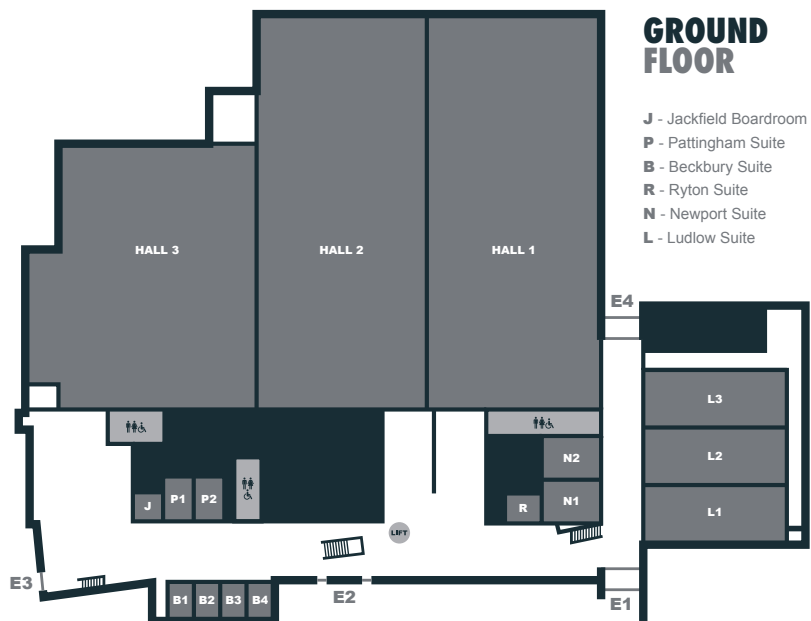 GROUND
FLOOR
J - Jackfield Boardroom
P - Pattingham Suite
B - Beckbury Suite
R - Ryton Suite
N - Newport Suite
L - Ludlow Suite
HALL 3
HALL 2
HALL 1
E4
L3
L2
L1
N2
N1
R
J
P1
P2
LIFT
E3
B1
B2
B3
B4
E2
E1